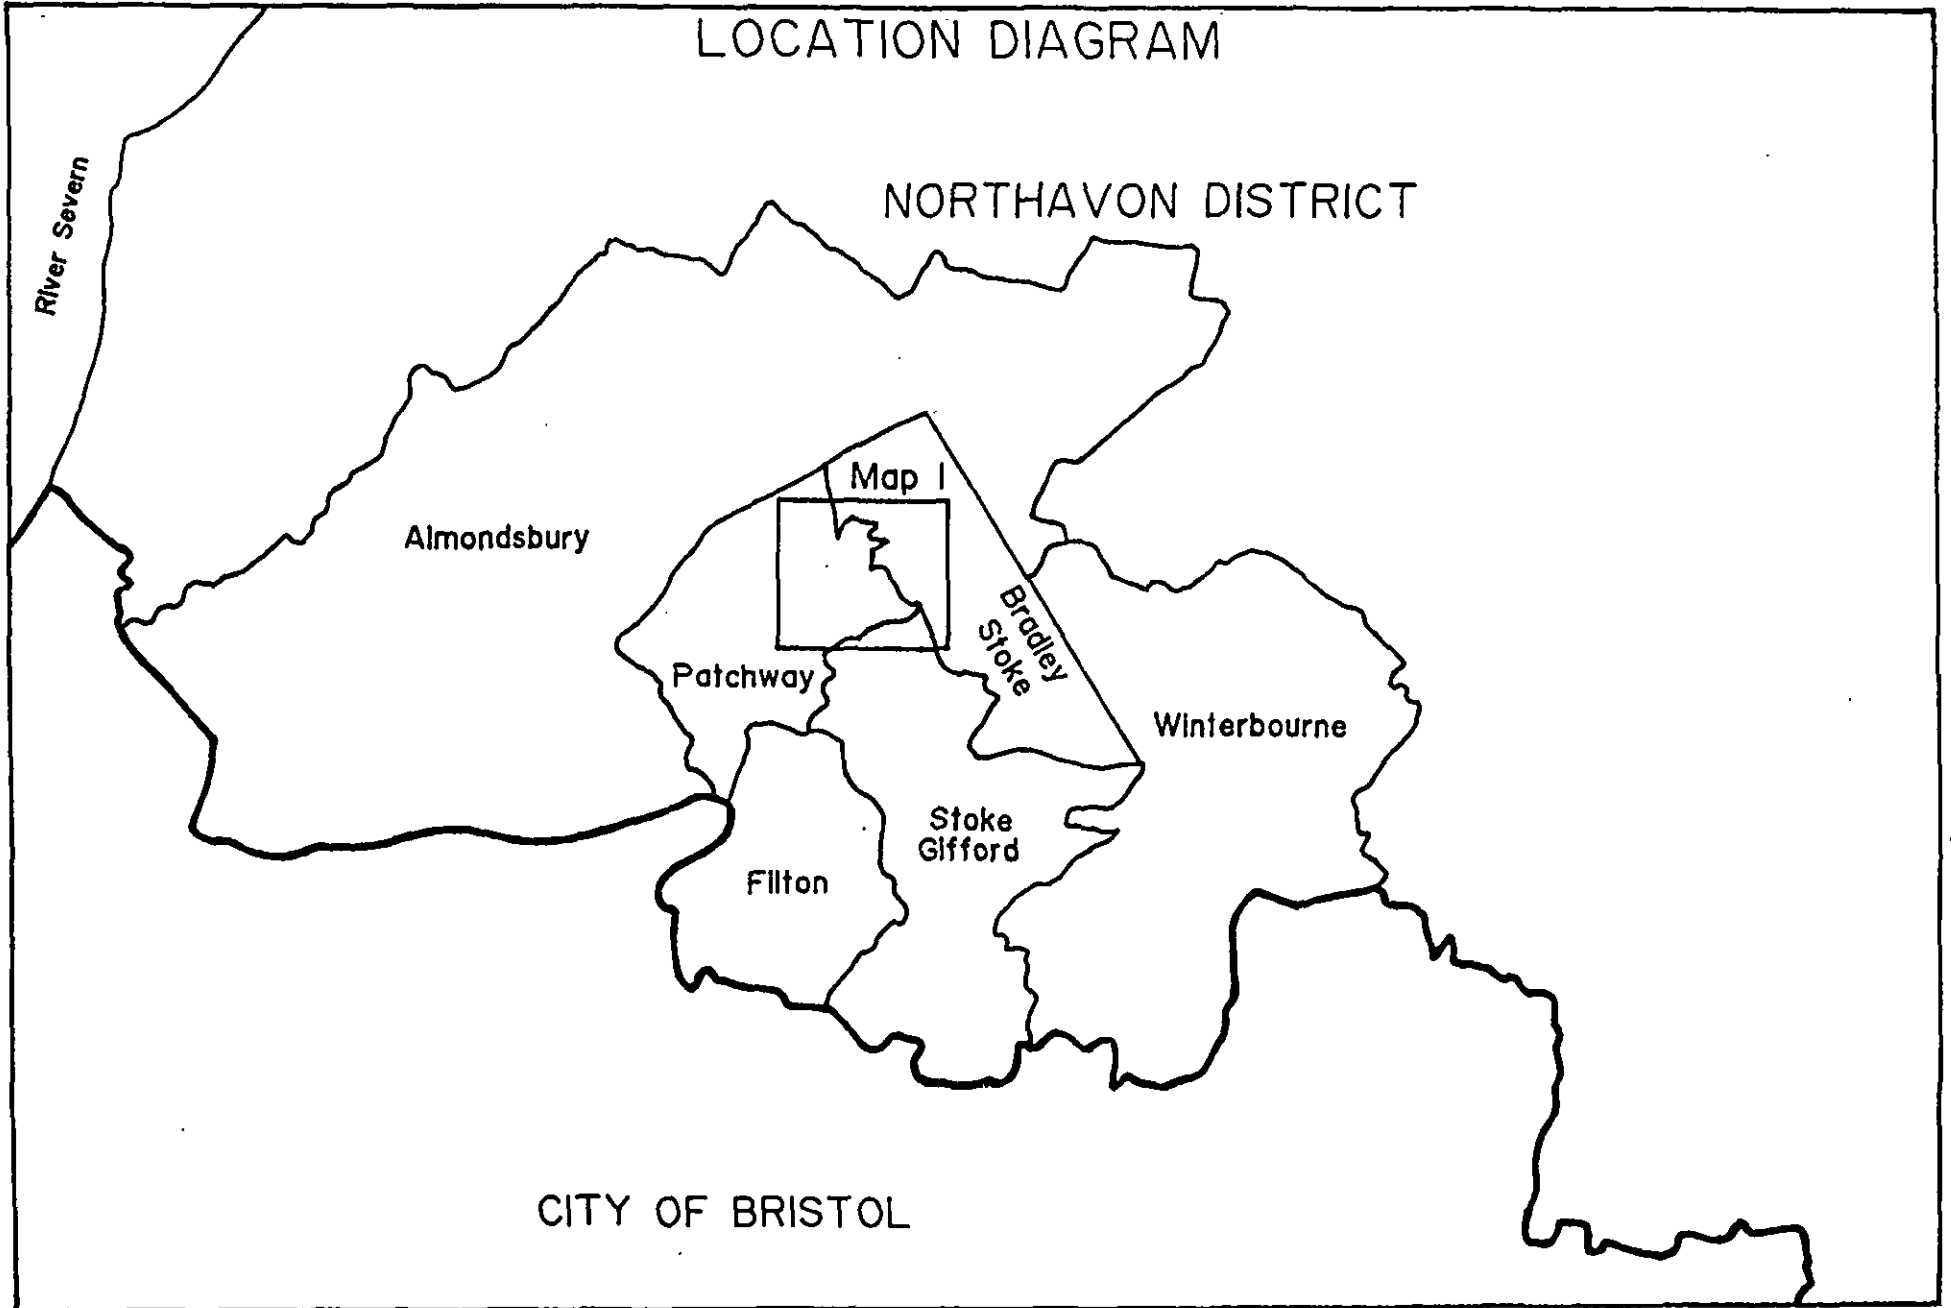 LOCATION DIAGRAM
River Severn
NORTHAVON DISTRICT
Map 1
Almondsbury
Bradley
Stoke
Patchway
Winterbourne
Stoke
Gifford
Filton
CITY OF BRISTOL